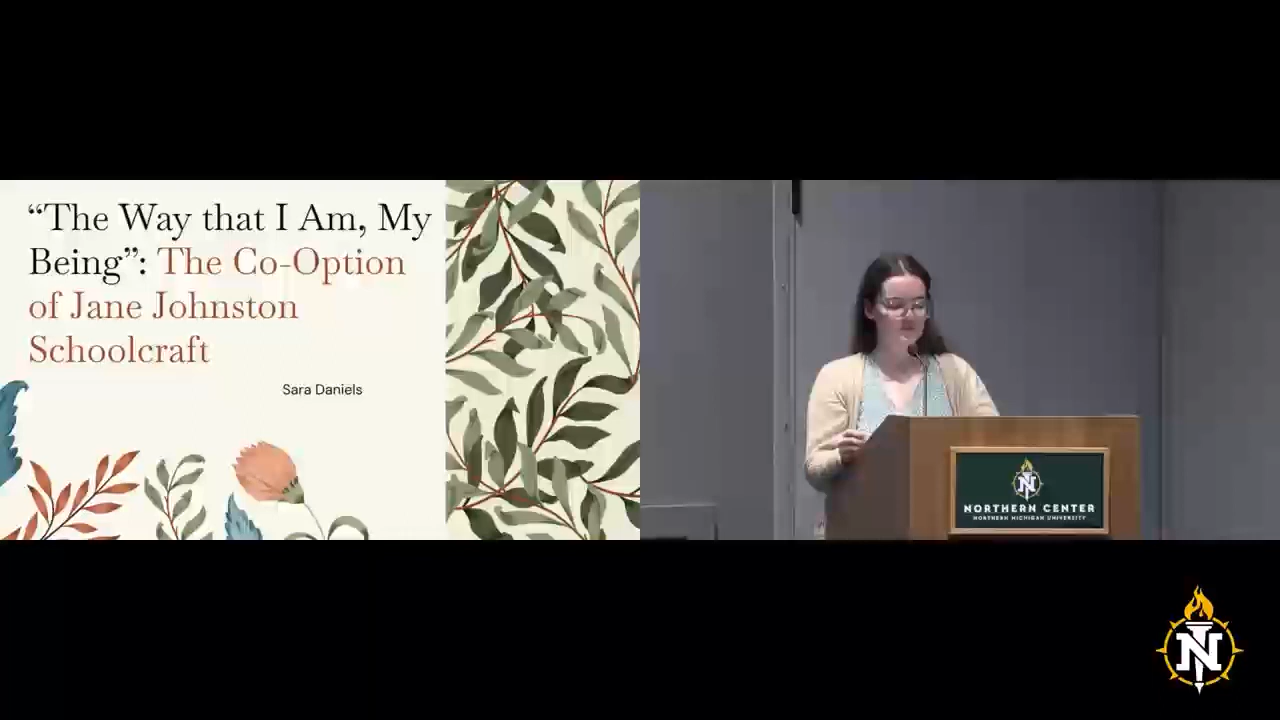 “The Way that I Am, My
Being”: The Co-Option
of Jane Johnston
Schoolcraft
Sara Daniels
N
NORTHERN CENTER
NORTHERN MICHIGAN UNIVERSITY
N